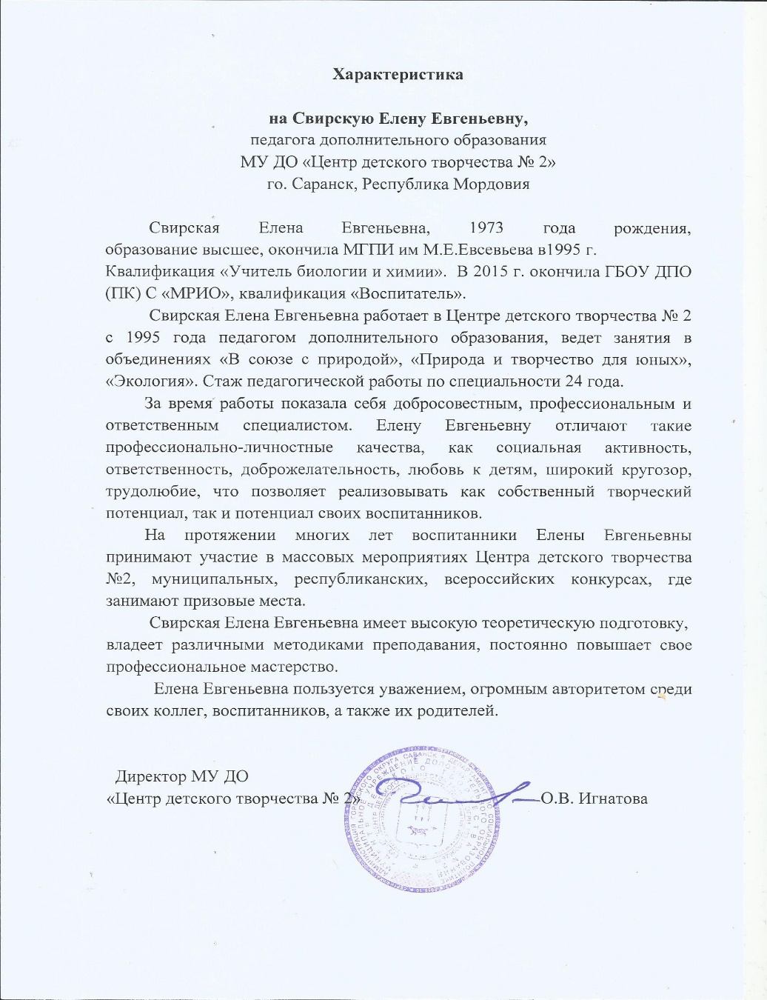 Характеристика
на Свирскую Елену Евгеньевну,
педагога дополнительного образования
МУ ДО «Центр детского творчества № 2»
го. Саранск, Республика Мордовия
Свирская Елена Евгеньевна, 1973 года рождения,
образование высшее, окончила МГПИ им М.Е.Евсевьева в1995 г.
Квалификация «Учитель биологии и химии». В 2015 г. окончила ГБОУ ДПО
(ПК) С «МРИО», квалификация «Воспитатель».
Свирская Елена Евгеньевна работает в Центре детского творчества № 2
с 1995 года педагогом дополнительного образования, ведет занятия в
объединениях «В союзе с природой», «Природа и творчество для юных»,
«Экология». Стаж педагогической работы по специальности 24 года.
За время работы показала себя добросовестным, профессиональным и
ответственным специалистом. Елену Евгеньевну отличают такие
профессионально-личностные качества, как социальная активность,
ответственность, доброжелательность, любовь к детям, широкий кругозор,
трудолюбие, что позволяет реализовывать как собственный творческий
потенциал, так и потенциал своих воспитанников.
На протяжении многих лет воспитанники Елены Евгеньевны
принимают участие в массовых мероприятиях Центра детского творчества
№2, муниципальных, республиканских, всероссийских конкурсах, где
занимают призовые места.
Свирская Елена Евгеньевна имеет высокую теоретическую подготовку,
владеет различными методиками преподавания, постоянно повышает свое
профессиональное мастерство.
Елена Евгеньевна пользуется уважением, огромным авторитетом среди
своих коллег, воспитанников, а также их родителей.
Директор МУ ДО
«Центр детского творчества № 2» О.В. Игнатова